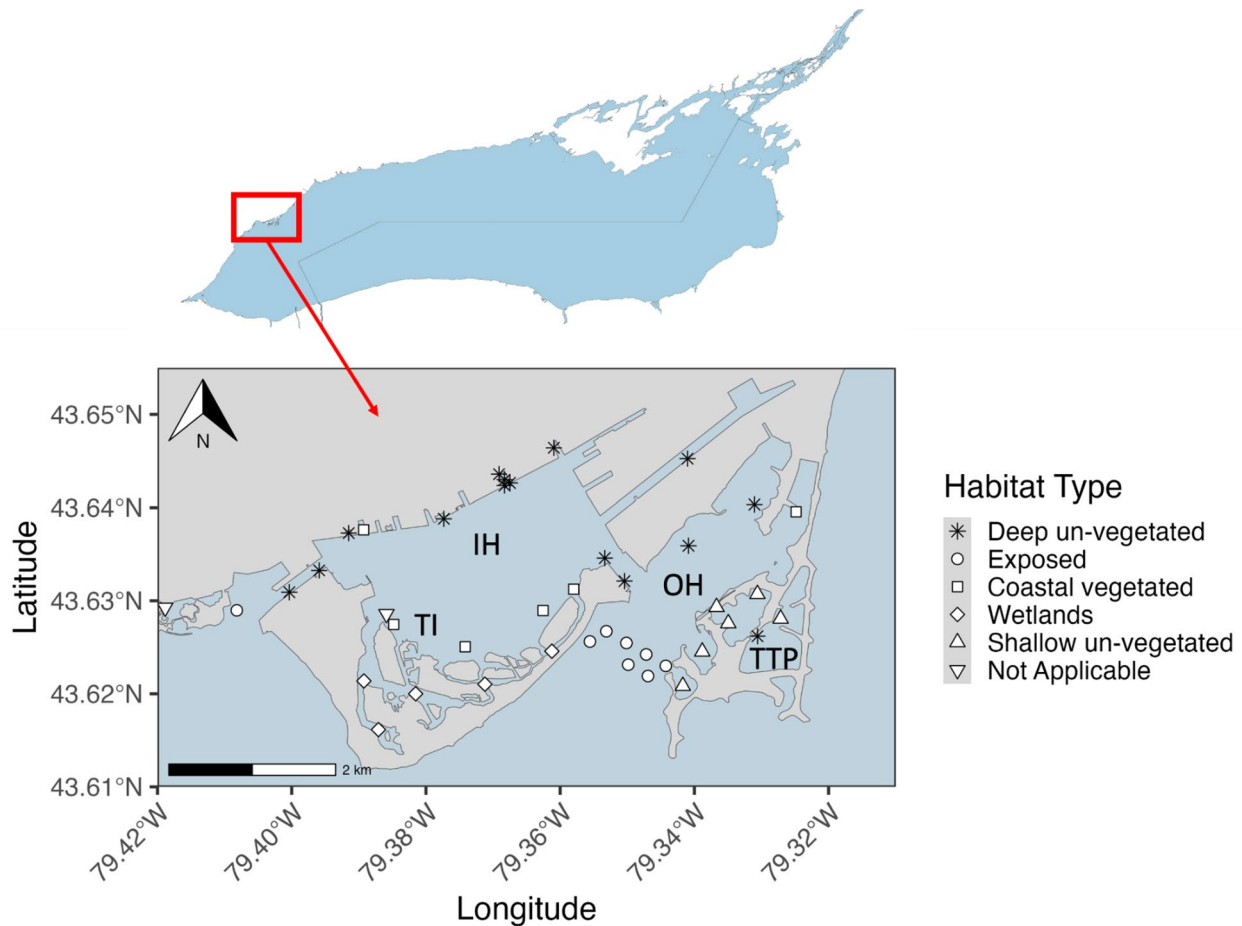 43.65°N
43.64°N
43.63°N
43.62°N
43.61°N
Latitude
N
IH
OH
TI
TTP
2 km
79.42°W
79.40°W
79.38°W
79.36°W
79.34°W
79.32°W
Longitude
Habitat Type
Deep un-vegetated
Exposed
Coastal vegetated
Wetlands
Shallow un-vegetated
Not Applicable